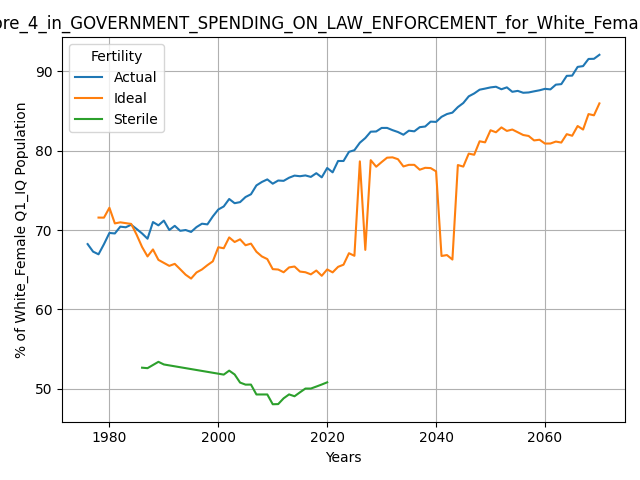 ore_4_in_GOVERNMENT_SPENDING_ON_LAW_ENFORCEMENT_for_White_Fema
Fertility
Actual
Ideal
Sterile
% of White_Female Q1_IQ Population
90
80
70
60
50
1980 2000 2020 2040 2060
Years